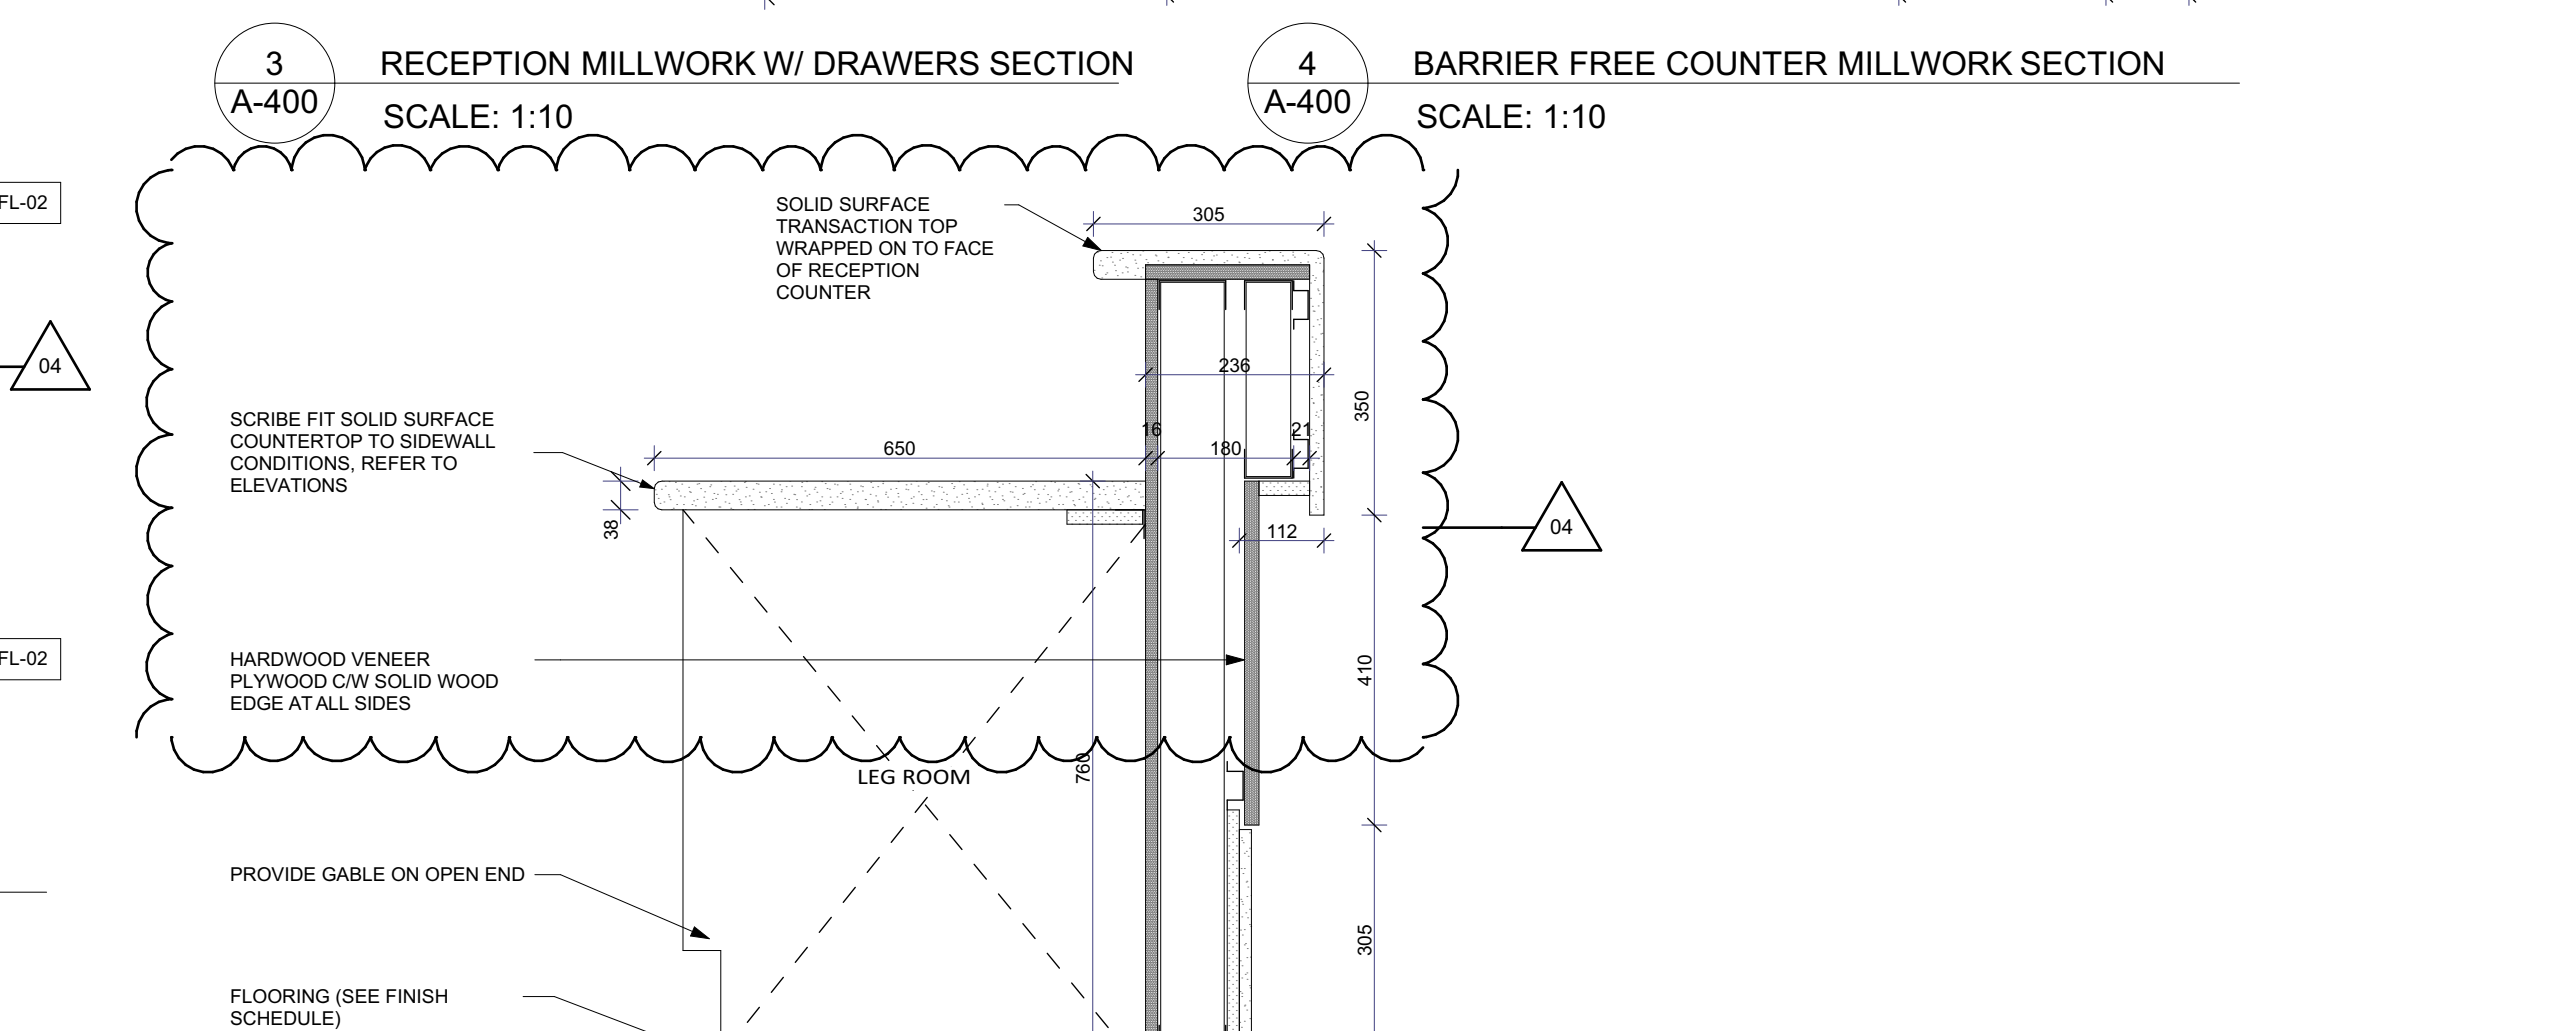 3
A-400
RECEPTION MILLWORK W/ DRAWERS SECTION
SCALE: 1:10
4
A-400
BARRIER FREE COUNTER MILLWORK SECTION
SCALE: 1:10
FL-02
04
FL-02
SOLID SURFACE
TRANSACTION TOP
WRAPPED ON TO FACE
OF RECEPTION
COUNTER
305
236
350
SCRIBE FIT SOLID SURFACE
COUNTERTOP TO SIDEWALL
CONDITIONS, REFER TO
ELEVATIONS
650
16
180
21
38
112
04
HARDWOOD VENEER
PLYWOOD C/W SOLID WOOD
EDGE AT ALL SIDES
410
760
LEG ROOM
PROVIDE GABLE ON OPEN END
305
FLOORING (SEE FINISH
SCHEDULE)